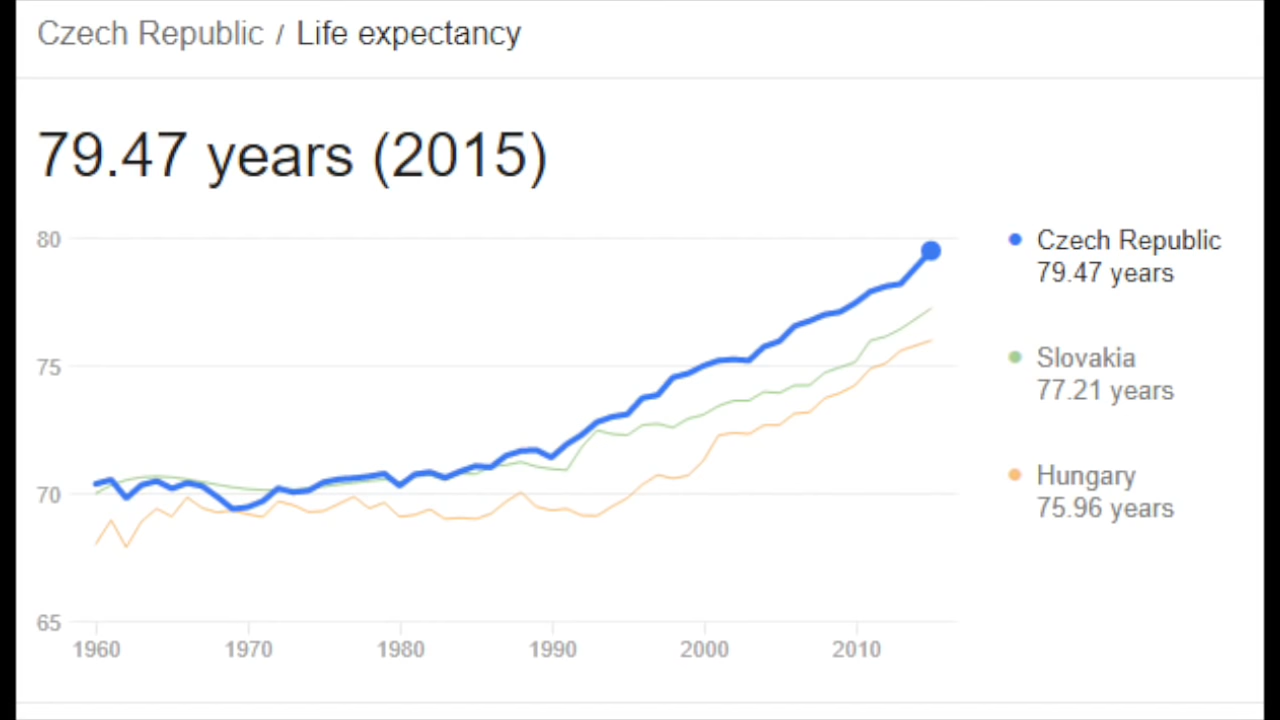 Czech Republic / Life expectancy
79.47 years (2015)
80
75
70
65
1960 1970 1980 1990 2000 2010
Czech Republic
79.47 years
Slovakia
77.21 years
Hungary
75.96 years